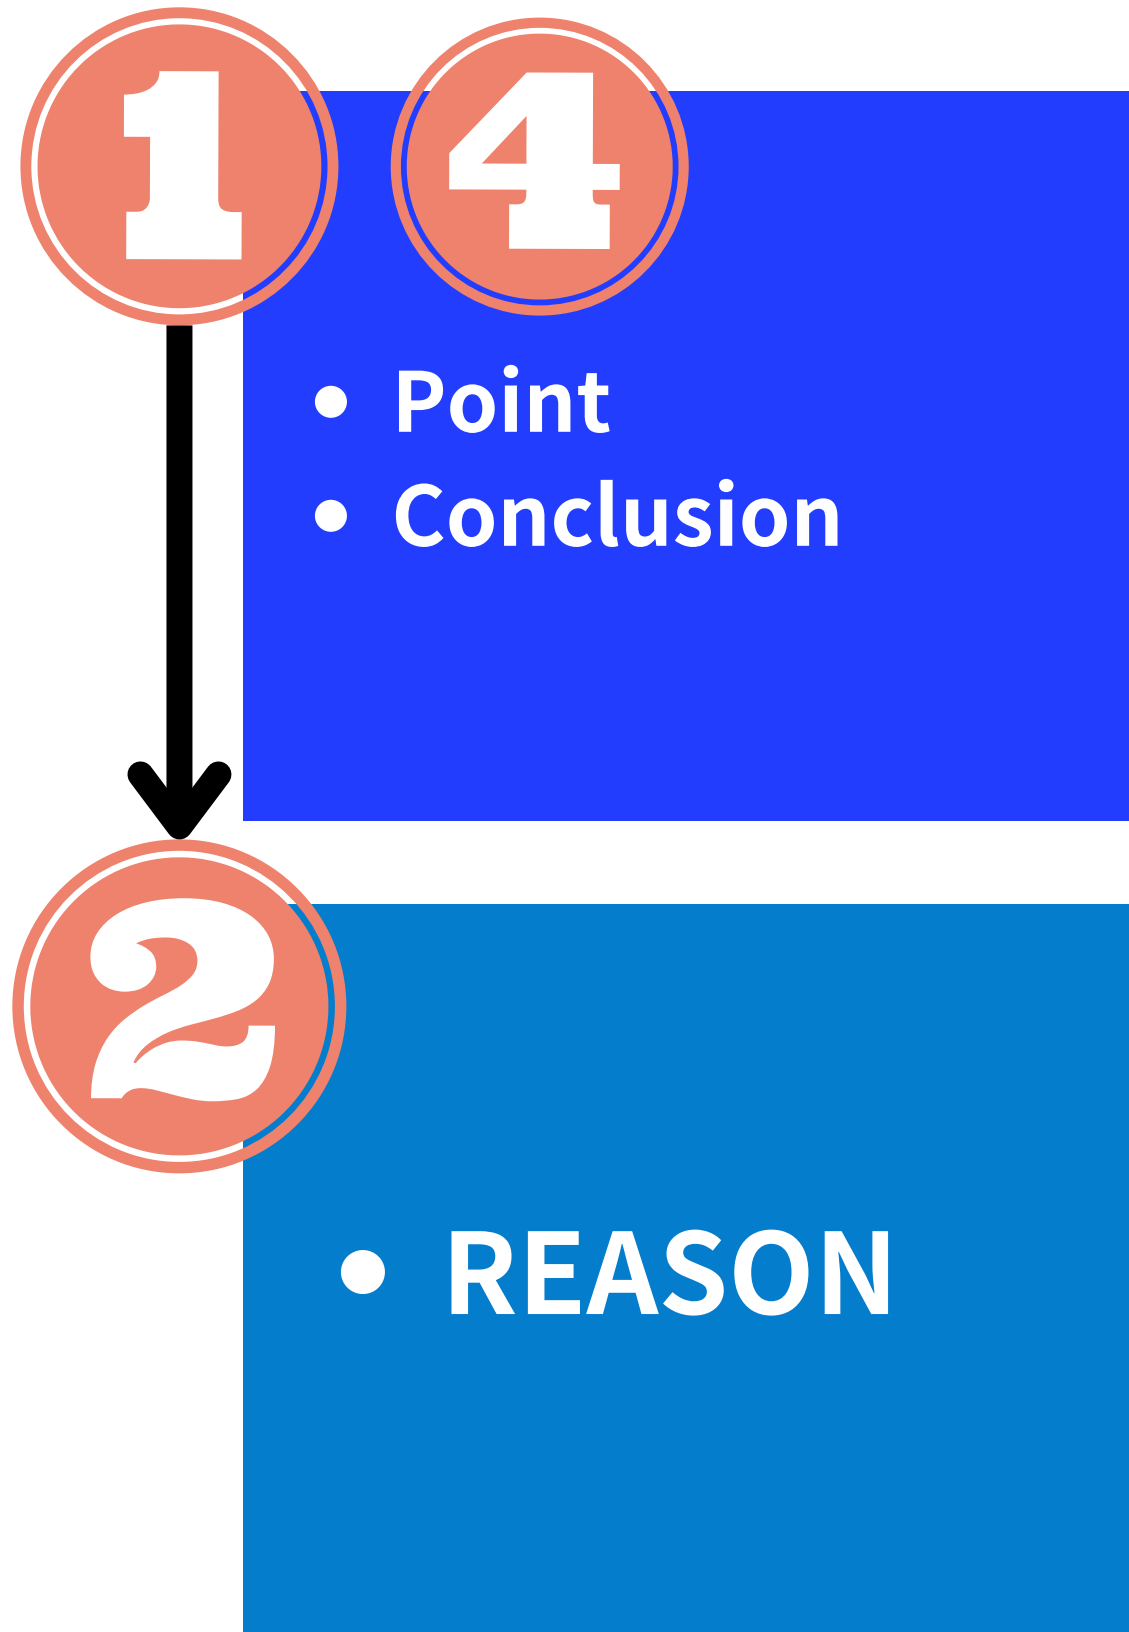 1 4
• Point
• Conclusion
2
• REASON